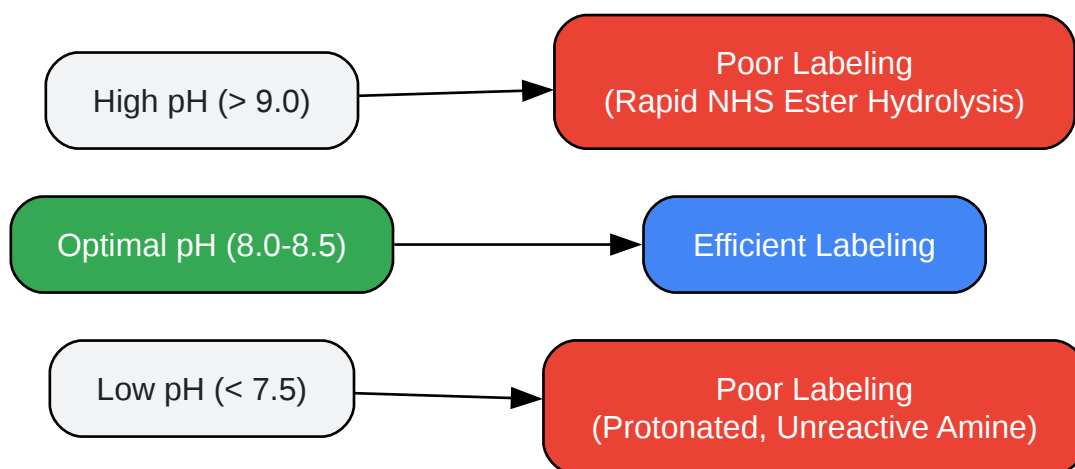 High pH (> 9.0)
Poor Labeling
(Rapid NHS Ester Hydrolysis)
Optimal pH (8.0-8.5)
Efficient Labeling
Low pH (< 7.5)
Poor Labeling
(Protonated, Unreactive Amine)